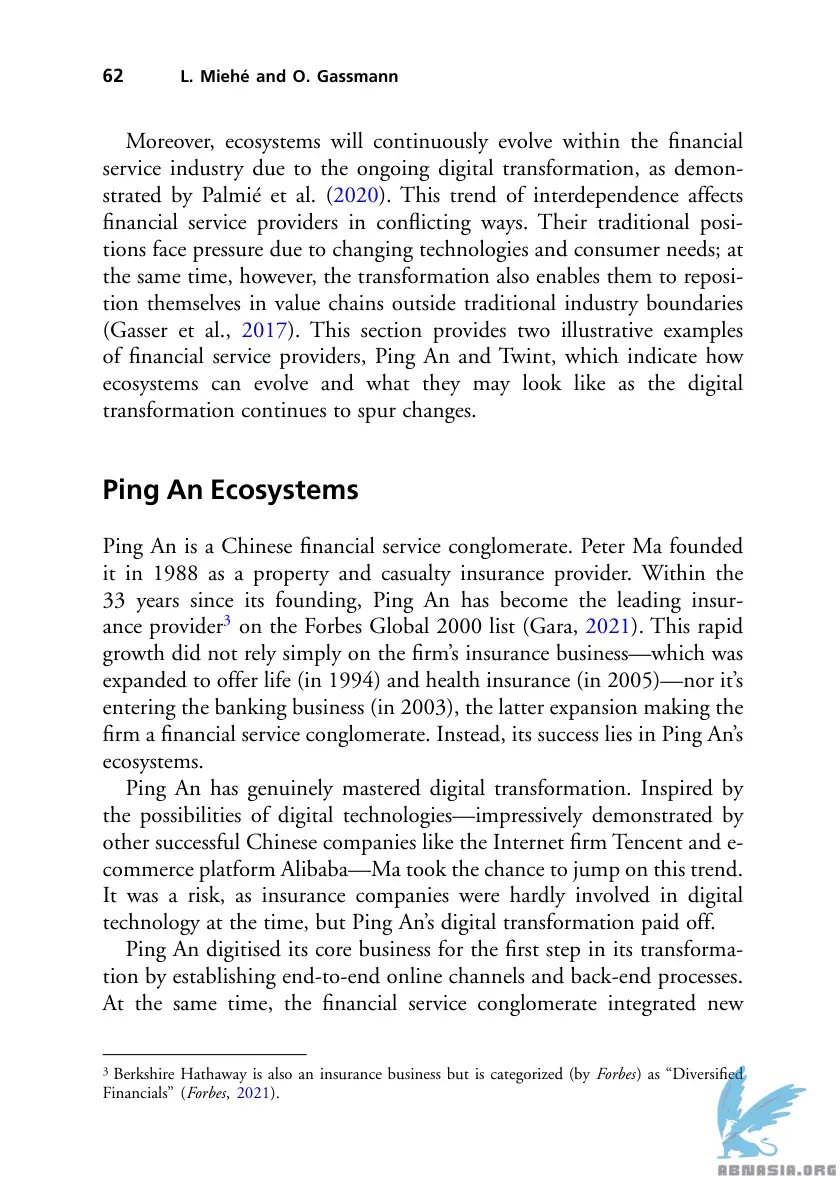 62 L. Miehé and O. Gassmann
Moreover, ecosystems will continuously evolve within the financial
service industry due to the ongoing digital transformation, as demon-
strated by Palmié et al. (2020). This trend of interdependence affects
financial service providers in conflicting ways. Their traditional posi-
tions face pressure due to changing technologies and consumer needs; at
the same time, however, the transformation also enables them to reposi-
tion themselves in value chains outside traditional industry boundaries
(Gasser et al., 2017). This section provides two illustrative examples
of financial service providers, Ping An and Twint, which indicate how
ecosystems can evolve and what they may look like as the digital
transformation continues to spur changes.
Ping An Ecosystems
Ping An is a Chinese financial service conglomerate. Peter Ma founded
it in 1988 as a property and casualty insurance provider. Within the
33 years since its founding, Ping An has become the leading insur-
ance provider3 on the Forbes Global 2000 list (Gara, 2021). This rapid
growth did not rely simply on the firm's insurance business—which was
expanded to offer life (in 1994) and health insurance (in 2005)—nor it's
entering the banking business (in 2003), the latter expansion making the
firm a financial service conglomerate. Instead, its success lies in Ping An's
ecosystems.
Ping An has genuinely mastered digital transformation. Inspired by
the possibilities of digital technologies—impressively demonstrated by
other successful Chinese companies like the Internet firm Tencent and e-
commerce platform Alibaba—Ma took the chance to jump on this trend.
It was a risk, as insurance companies were hardly involved in digital
technology at the time, but Ping An's digital transformation paid off.
Ping An digitised its core business for the first step in its transforma-
tion by establishing end-to-end online channels and back-end processes.
At the same time, the financial service conglomerate integrated new
3 Berkshire Hathaway is also an insurance business but is categorized (by Forbes) as "Diversified
Financials" (Forbes, 2021).
ABNASIA.ORG